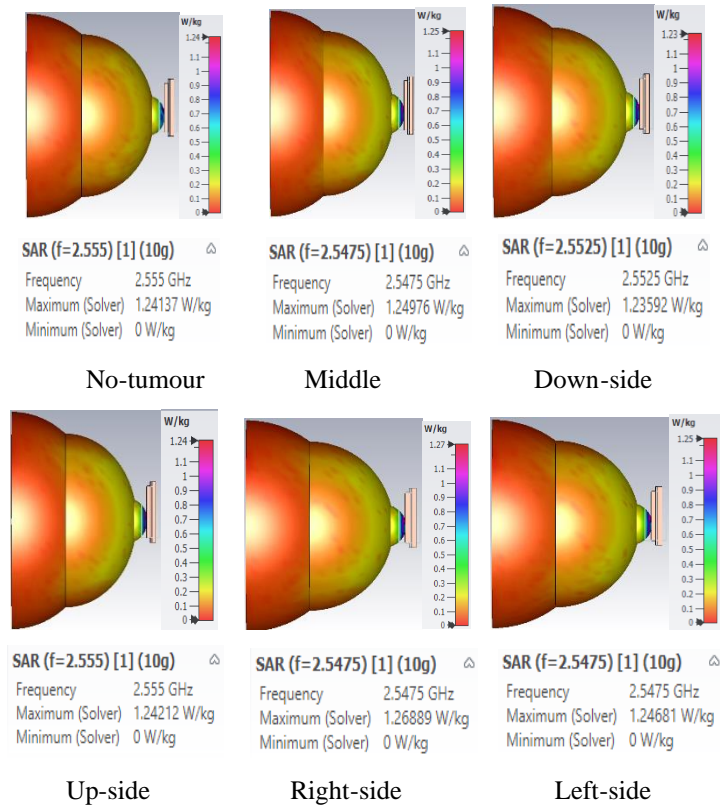 W/kg
1.24
1.1
1
0.9
0.8
0.7
0.6
0.5
0.4
0.3
0.2
0.1
0
SAR (f=2.555) [1] (10g)
Frequency 2.555 GHz
Maximum (Solver) 1.24137 W/kg
Minimum (Solver) 0 W/kg
No-tumour
W/kg
1.25
1.1
1
0.9
0.8
0.7
0.6
0.5
0.4
0.3
0.2
0.1
0
SAR (f=2.5475) [1] (10g)
Frequency 2.5475 GHz
Maximum (Solver) 1.24976 W/kg
Minimum (Solver) 0 W/kg
Middle
W/kg
1.23
1.1
1
0.9
0.8
0.7
0.6
0.5
0.4
0.3
0.2
0.1
0
SAR (f=2.5525) [1] (10g)
Frequency 2.5525 GHz
Maximum (Solver) 1.23592 W/kg
Minimum (Solver) 0 W/kg
Down-side
W/kg
1.24
1.1
1
0.9
0.8
0.7
0.6
0.5
0.4
0.3
0.2
0.1
0
SAR (f=2.555) [1] (10g)
Frequency 2.555 GHz
Maximum (Solver) 1.24212 W/kg
Minimum (Solver) 0 W/kg
Up-side
W/kg
1.27
1.1
1
0.9
0.8
0.7
0.6
0.5
0.4
0.3
0.2
0.1
0
SAR (f=2.5475) [1] (10g)
Frequency 2.5475 GHz
Maximum (Solver) 1.26889 W/kg
Minimum (Solver) 0 W/kg
Right-side
W/kg
1.25
1.1
1
0.9
0.8
0.7
0.6
0.5
0.4
0.3
0.2
0.1
0
SAR (f=2.5475) [1] (10g)
Frequency 2.5475 GHz
Maximum (Solver) 1.24681 W/kg
Minimum (Solver) 0 W/kg
Left-side